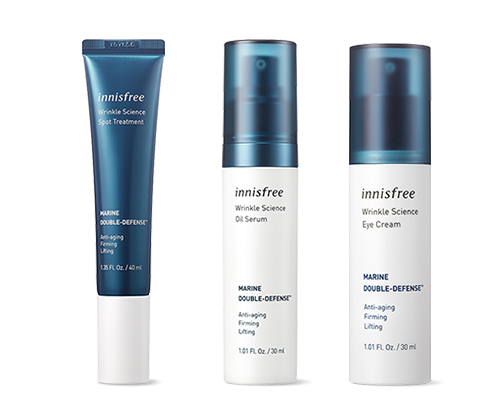 innisfree
Wrinkle Science
Spot Treatment
MARINE
DOUBLE-DEFENSE™
Anti-aging
Firming
Lifting
1.35 Fl. Oz. / 40 ml
innisfree
Wrinkle Science
Oil Serum
MARINE
DOUBLE-DEFENSE™
Anti-aging
Firming
Lifting
1.01 Fl. Oz. / 30 ml
innisfree
Wrinkle Science
Eye Cream
MARINE
DOUBLE-DEFENSE™
Anti-aging
Firming
Lifting
1.01 Fl. Oz. / 30 ml